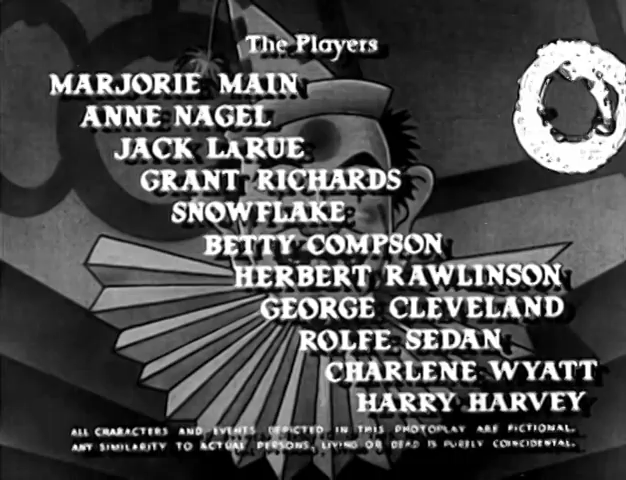 The Players
MARJORIE MAIN
ANNE NAGEL
JACK LaRUE
GRANT RICHARDS
SNOWFLAKE
BETTY COMPSON
HERBERT RAWLINSON
GEORGE CLEVELAND
ROLFE SEDAN
CHARLENE WYATT
HARRY HARVEY
ALL CHARACTERS AND EVENTS DEPICTED IN THIS PHOTOPLAY ARE FICTIONAL.
ANY SIMILARITY TO ACTUAL PERSONS, LIVING OR DEAD IS PURELY COINCIDENTAL.